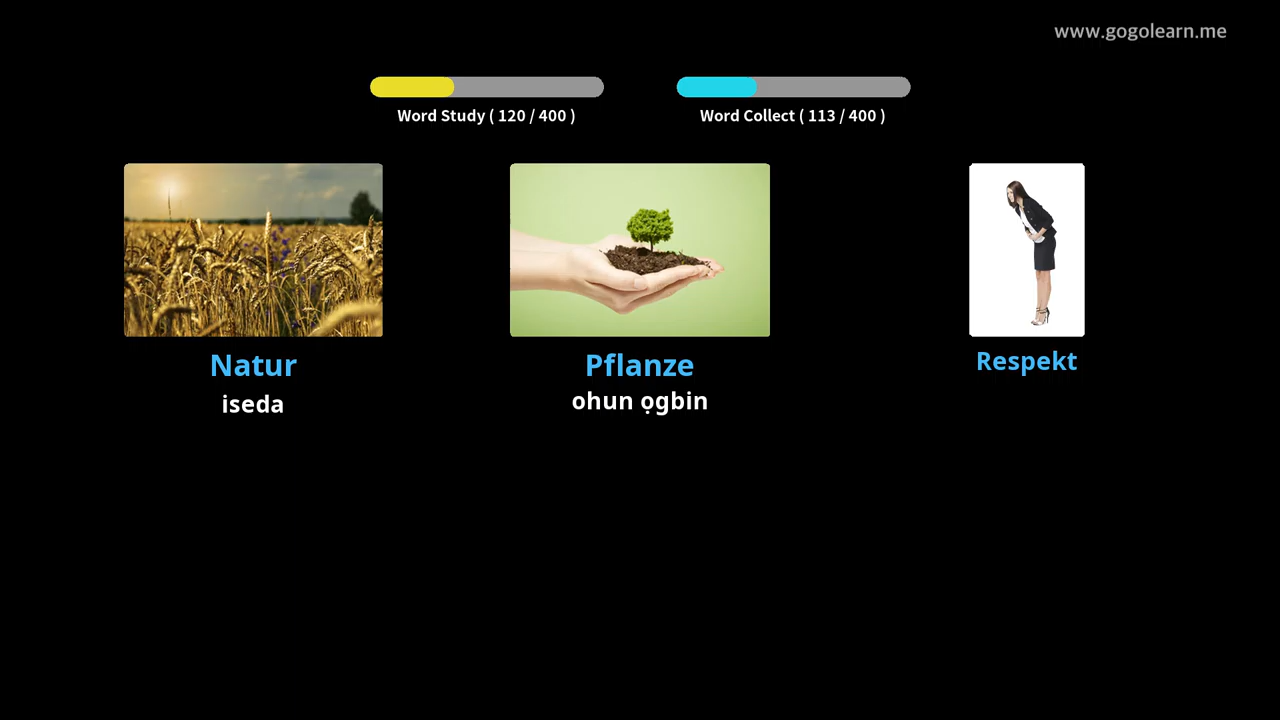 www.gogolearn.me
Word Study ( 120 / 400 )
Word Collect ( 113 / 400 )
Natur
iseda
Pflanze
ohun ọgbin
Respekt